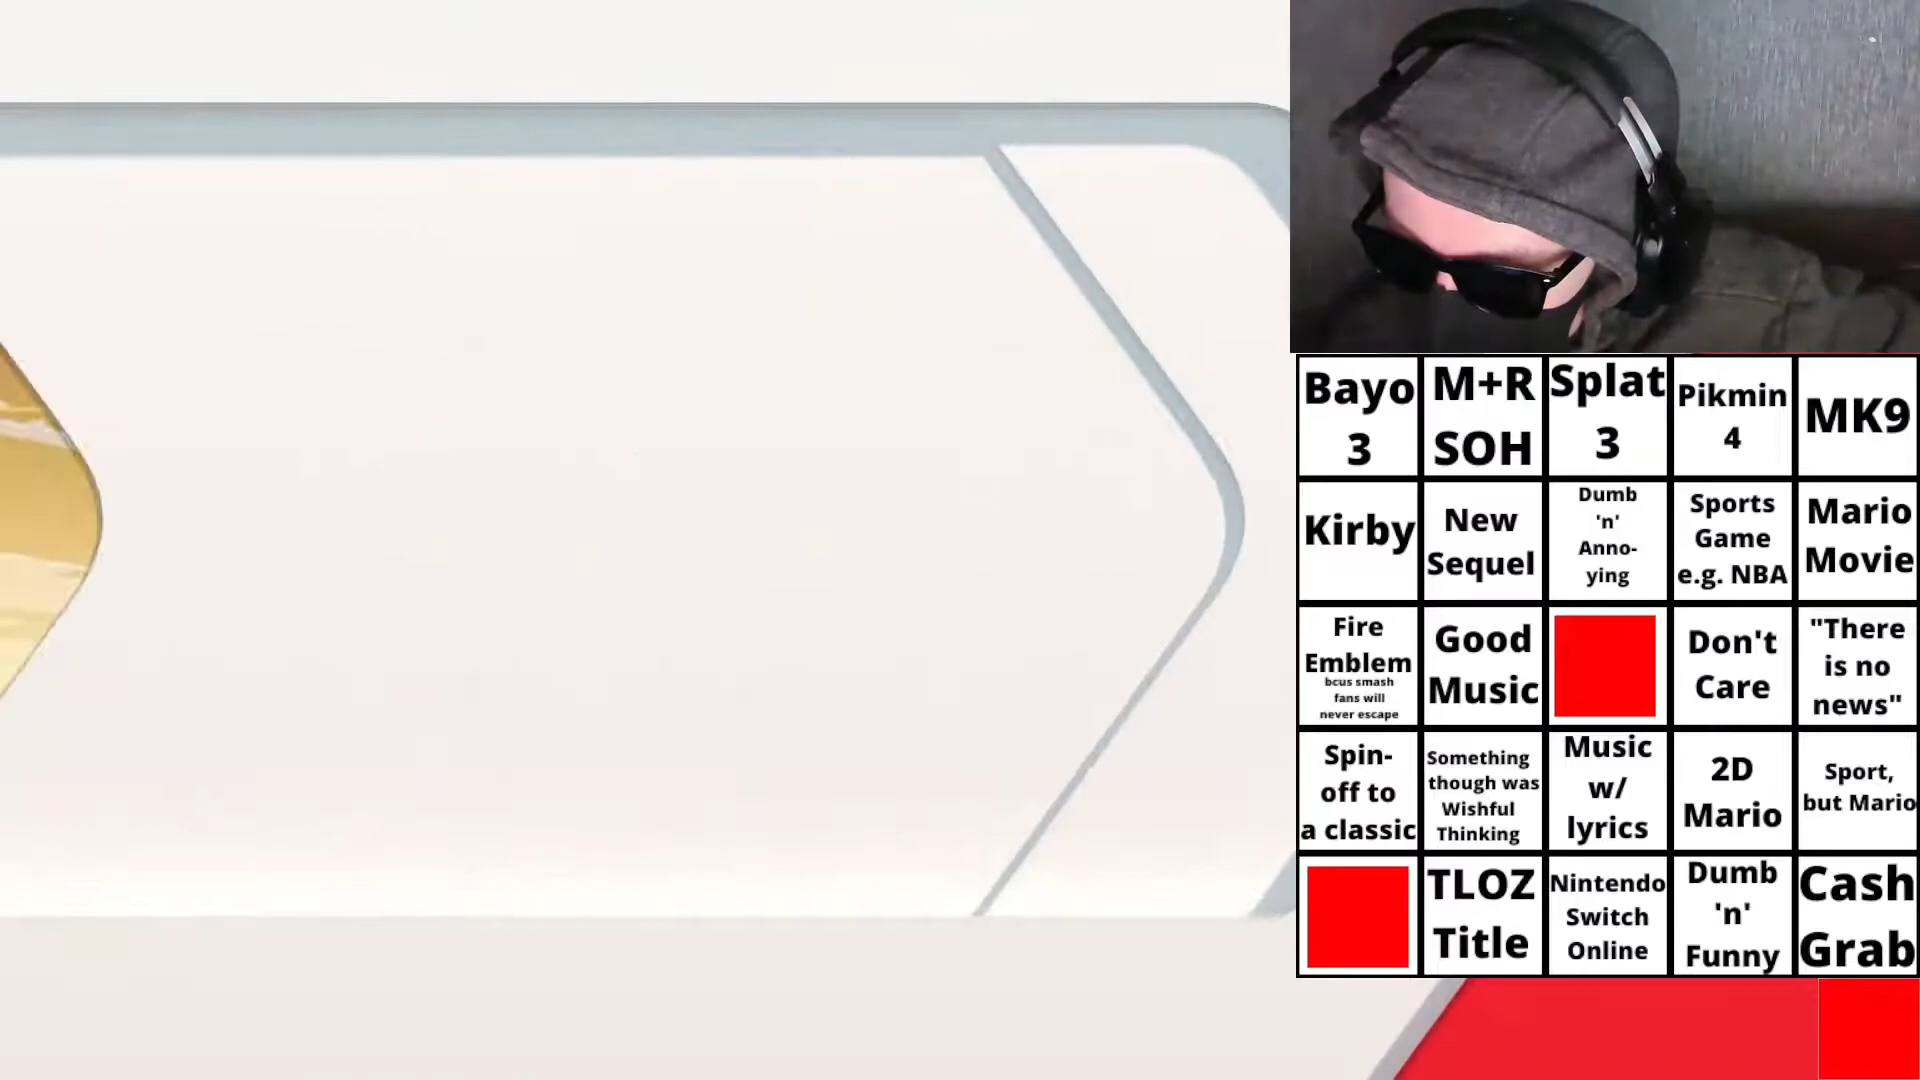 Bayo
3
M+R
SOH
Splat
3
Pikmin
4
MK9
Kirby
New
Sequel
Dumb
'n'
Anno-
ying
Sports
Game
e.g. NBA
Mario
Movie
Fire
Emblem
bcus smash
fans will
never escape
Good
Music
Don't
Care
"There
is no
news"
Spin-
off to
a classic
Something
though was
Wishful
Thinking
Music
w/
lyrics
2D
Mario
Sport,
but Mario
TLOZ
Title
Nintendo
Switch
Online
Dumb
'n'
Funny
Cash
Grab